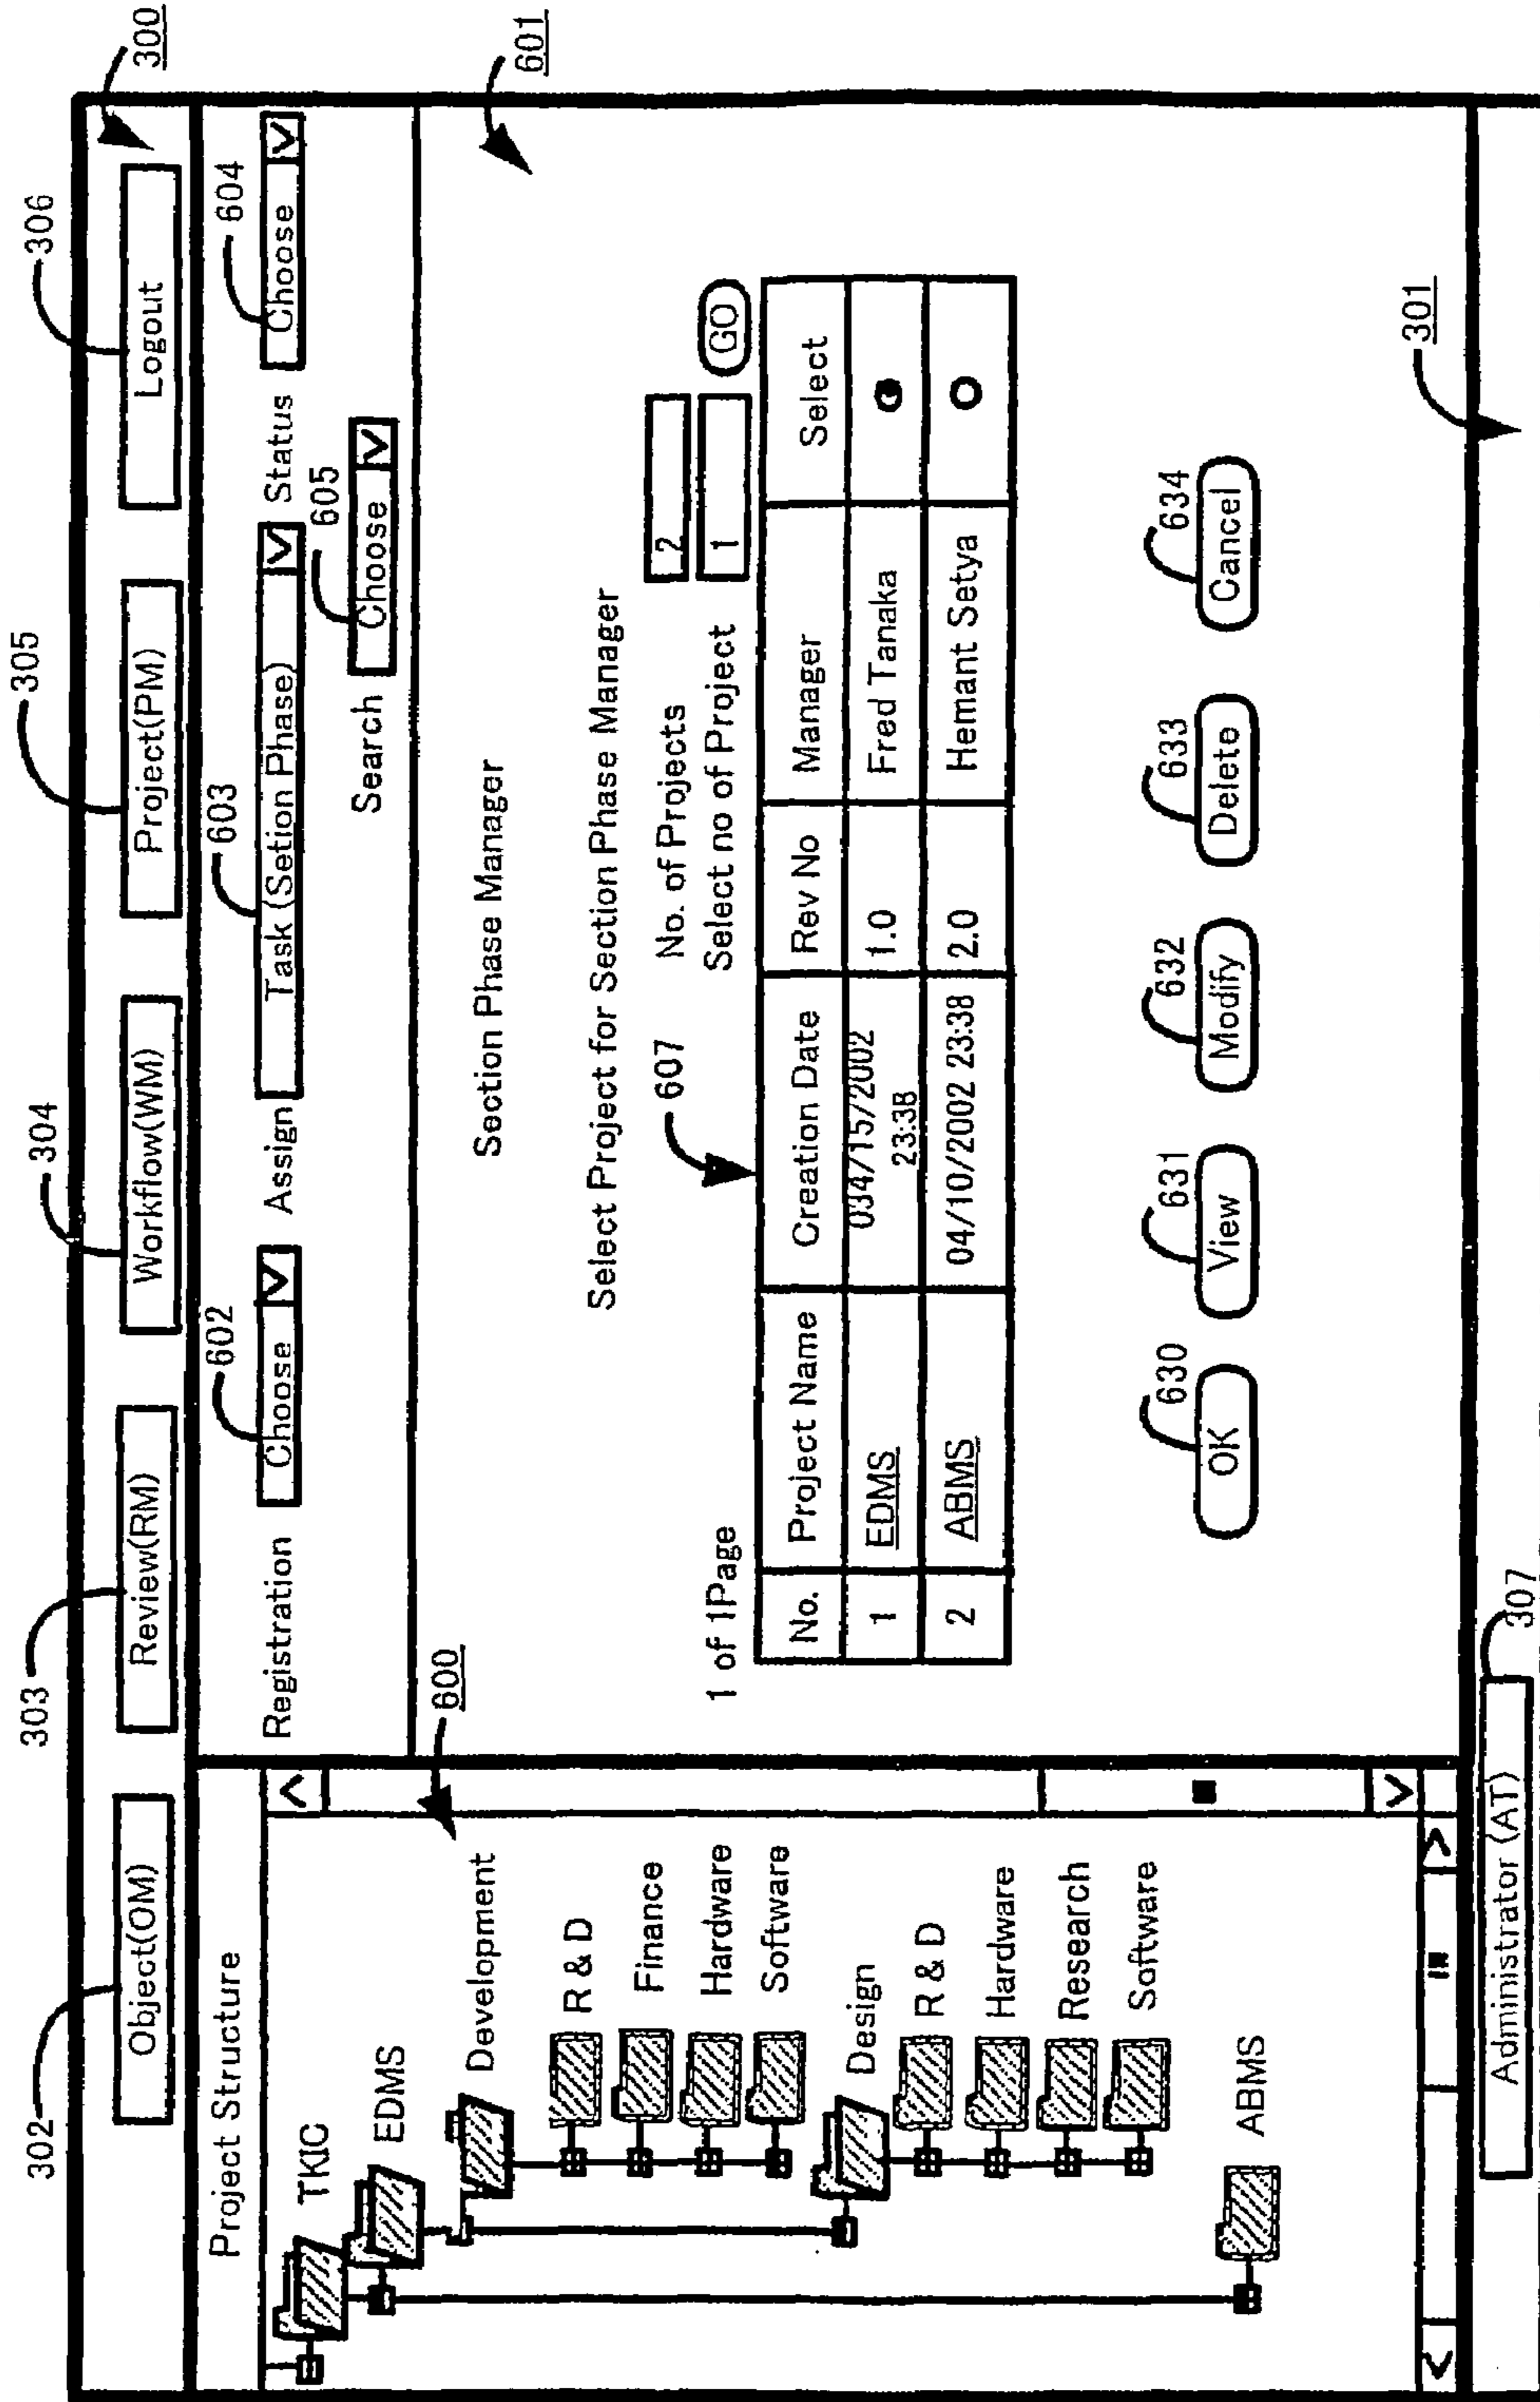 302 303 304 305 306 300
Object(OM) Review(RM) Workflow(WM) Project(PM) Logout
602 603 604
Project Structure
Registration Choose V Assign Task (Setion Phase) V Status Choose V
605
Search Choose V
600
601
TKIC
EDMS
Development
R & D
Finance
Hardware
Software
Design
R & D
Hardware
Research
Software
ABMS
Section Phase Manager
Select Project for Section Phase Manager
607
No. of Projects 2
1 of 1Page Select no of Project 1 GO
No. Project Name Creation Date Rev No Manager Select
1 EDMS 034/15/2002 23:38 1.0 Fred Tanaka
2 ABMS 04/10/2002 23:38 2.0 Hemant Setya
630 631 632 633 634
OK View Modify Delete Cancel
301
Administrator (AT)
307